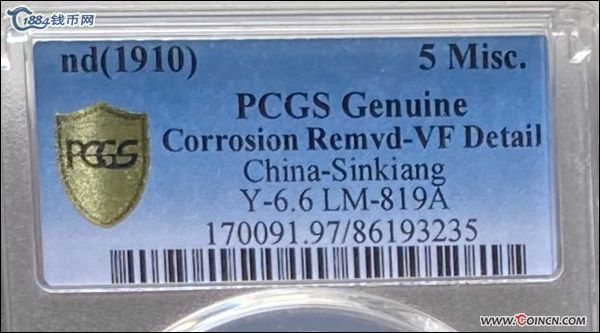 1884钱币网
nd(1910) 5 Misc.
PCGS Genuine
Corrosion Remvd-VF Detail
PCGS
China-Sinkiang
Y-6.6 LM-819A
170091.97/86193235
www.COINCN.com